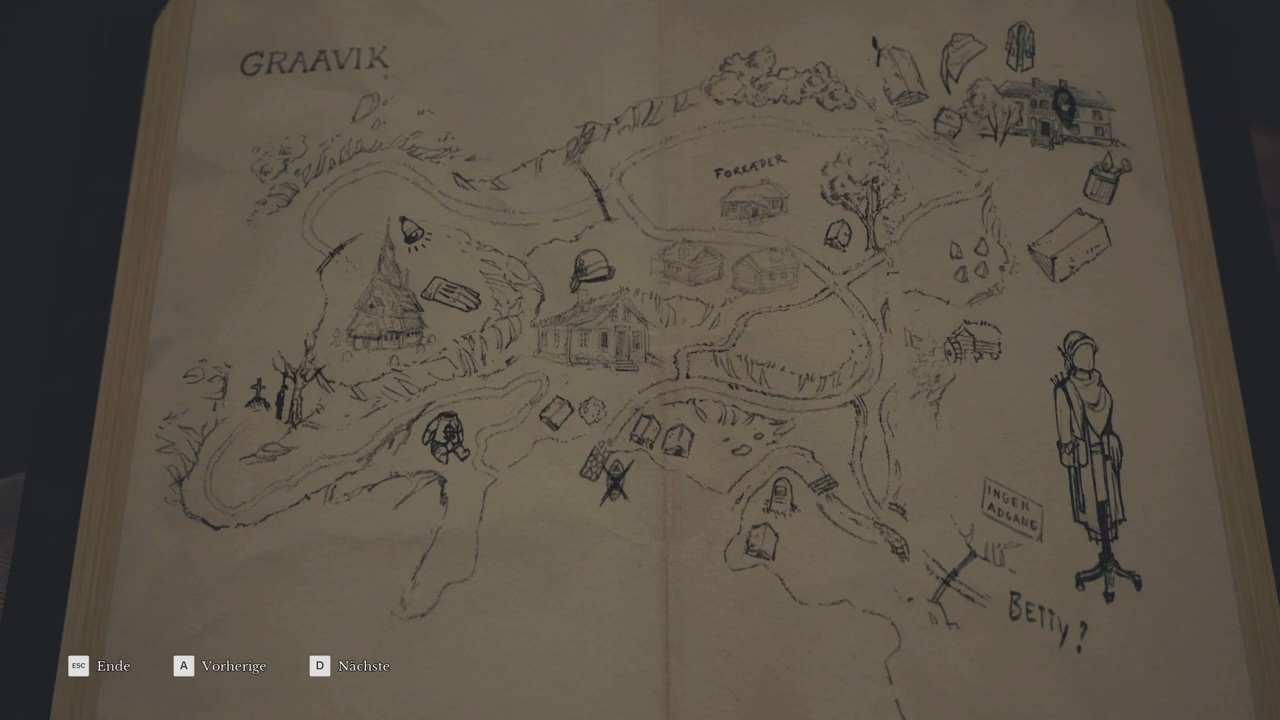 GRAAVIK
FORRÆDER
INGEN
ADGANG
BETTY?
ESC Ende
A Vorherige
D Nächste